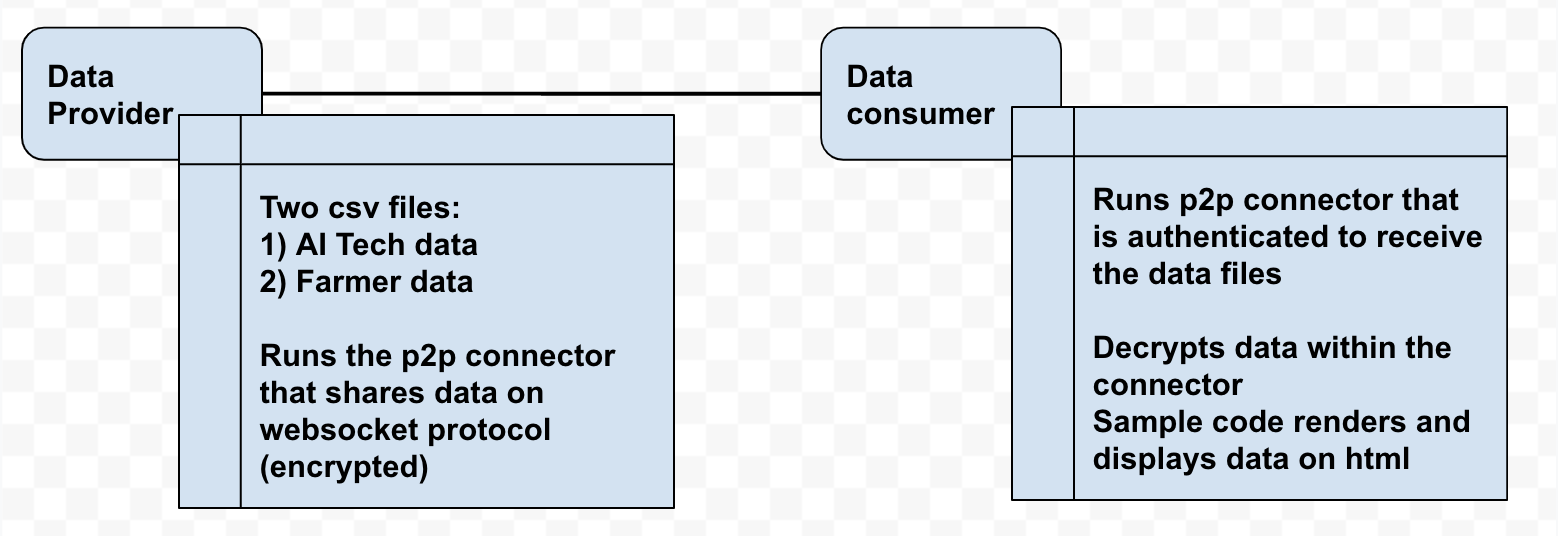 Data
Provider
Two csv files:
1) AI Tech data
2) Farmer data
Runs the p2p connector
that shares data on
websocket protocol
(encrypted)
Data
consumer
Runs p2p connector that
is authenticated to receive
the data files
Decrypts data within the
connector
Sample code renders and
displays data on html